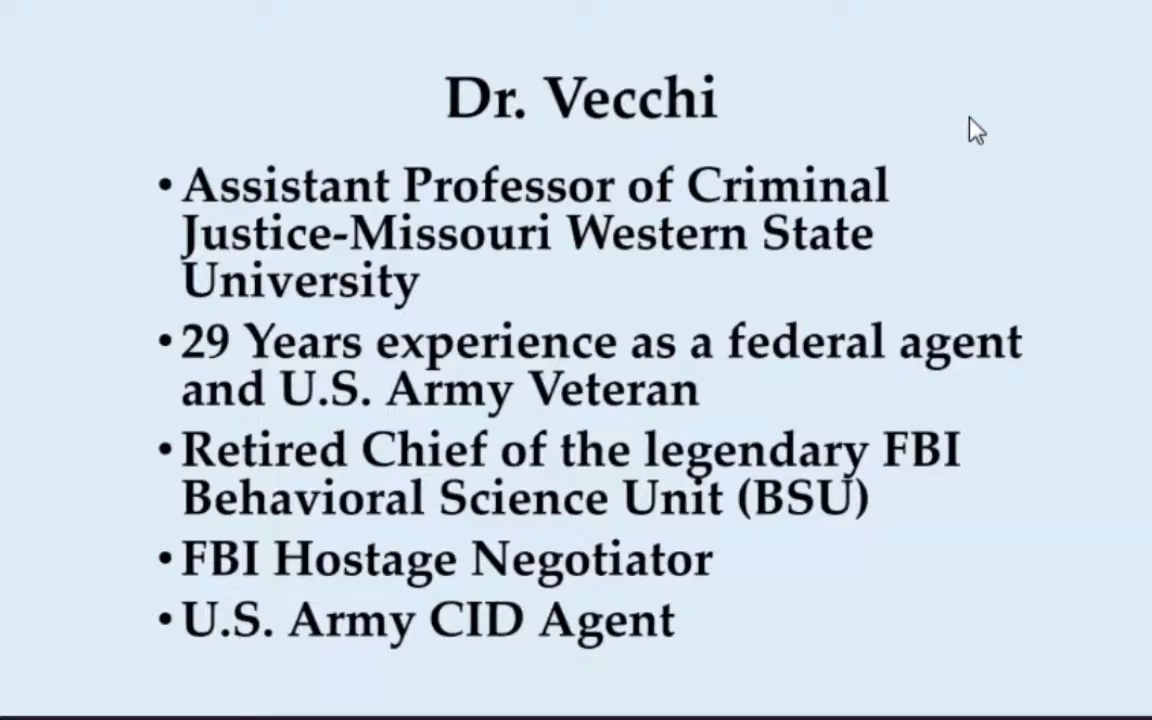 Dr. Vecchi
• Assistant Professor of Criminal
Justice-Missouri Western State
University
• 29 Years experience as a federal agent
and U.S. Army Veteran
• Retired Chief of the legendary FBI
Behavioral Science Unit (BSU)
• FBI Hostage Negotiator
• U.S. Army CID Agent